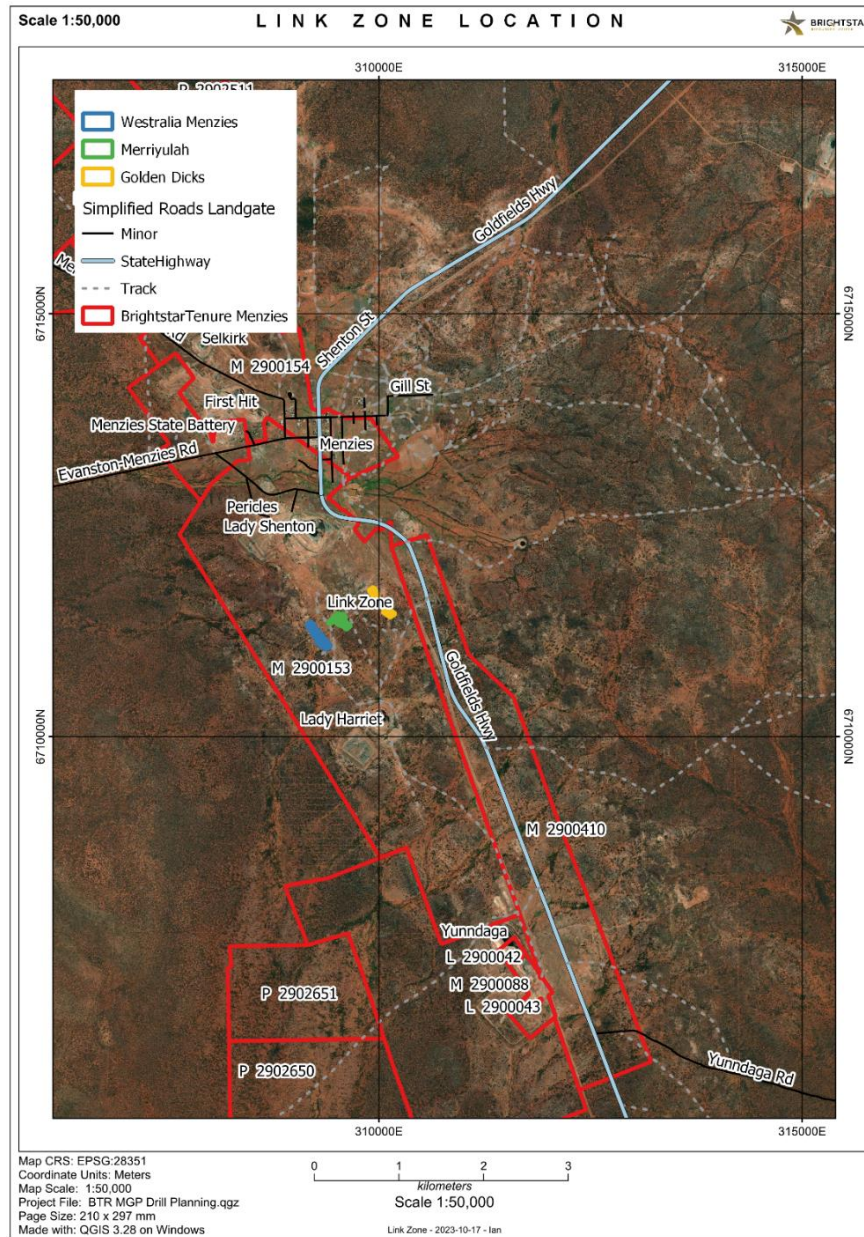 Scale 1:50,000
LINK ZONE LOCATION
BRIGHTSTA
310000E
315000E
P 2902511
Westralia Menzies
Merriyulah
Golden Dicks
Simplified Roads Landgate
Minor
StateHighway
Track
BrightstarTenure Menzies
Goldfields Hwy
6715000N
6715000N
Shenton St
Selkirk
M 2900154
Gill St
First Hit
Menzies State Battery
Menzies
Evanston-Menzies Rd
Pericles
Lady Shenton
Link Zone
M 2900153
Goldfields Hwy
Lady Harriet
6710000N
6710000N
M 2900410
Yunndaga
L 2900042
P 2902651
M 2900088
L 2900043
P 2902650
Yunndaga Rd
310000E
315000E
Map CRS: EPSG:28351
Coordinate Units: Meters
Map Scale: 1:50,000
Project File: BTR MGP Drill Planning.qgz
Page Size: 210 x 297 mm
Made with: QGIS 3.28 on Windows
0 1 2 3
kilometers
Scale 1:50,000
Link Zone - 2023-10-17 - Ian